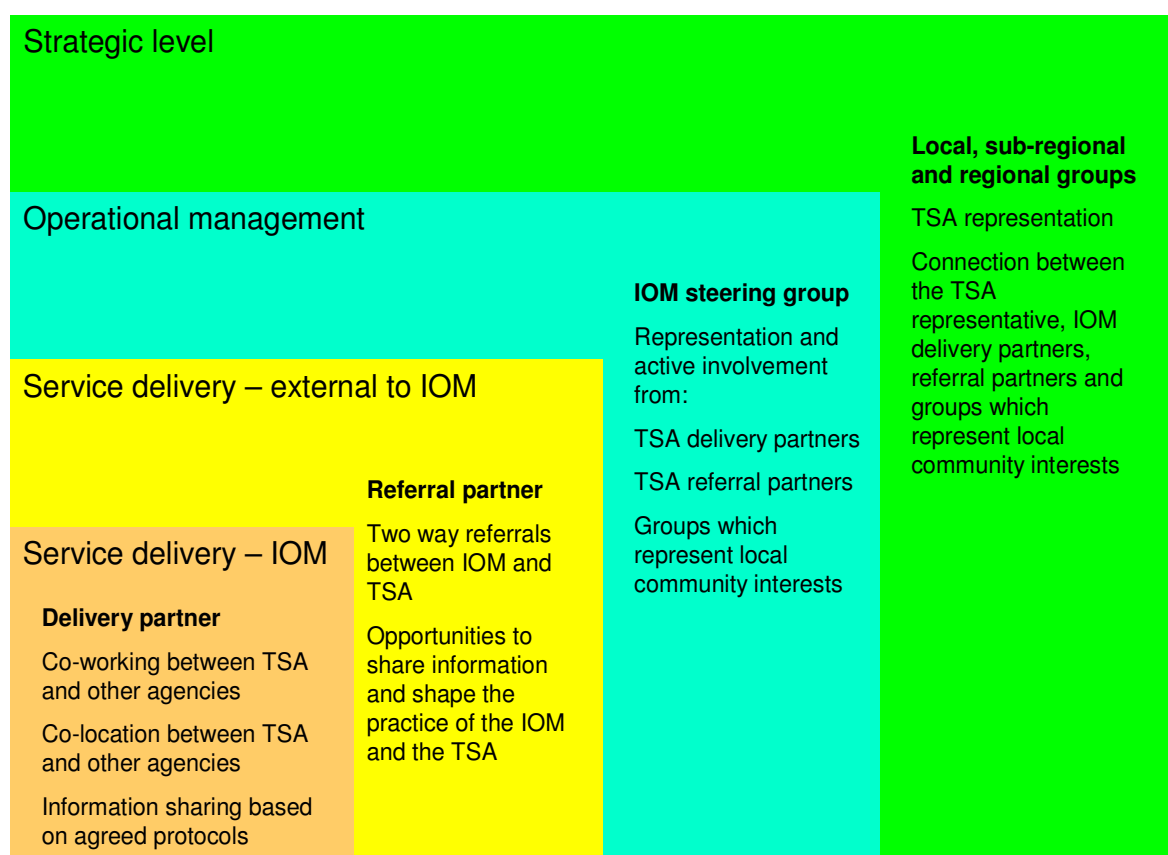 Strategic level
Local, sub-regional
and regional groups
TSA representation
Connection between
the TSA
representative, IOM
delivery partners,
referral partners and
groups which
represent local
community interests
Operational management
IOM steering group
Representation and
active involvement
from:
TSA delivery partners
TSA referral partners
Groups which
represent local
community interests
Service delivery – external to IOM
Referral partner
Two way referrals
between IOM and
TSA
Opportunities to
share information
and shape the
practice of the IOM
and the TSA
Service delivery – IOM
Delivery partner
Co-working between TSA
and other agencies
Co-location between TSA
and other agencies
Information sharing based
on agreed protocols